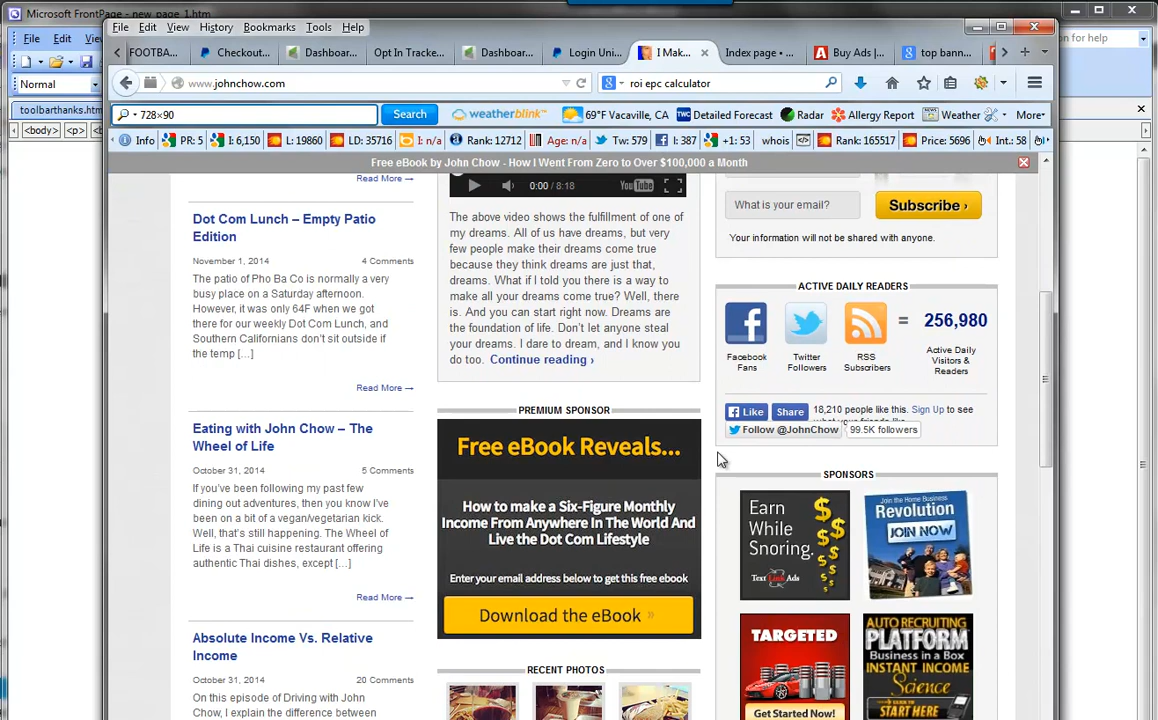 Microsoft FrontPage - new_page_1.htm
File Edit
for help
Normal
toolbarthanks.htm
<body> <p>
File Edit View History Bookmarks Tools Help
FOOTBA...
Checkout...
Dashboar...
Opt In Tracke...
Dashboar...
Login Uni...
I Mak...
Index page •...
Buy Ads |...
top bann...
www.johnchow.com
roi epc calculator
728×90
Search
weatherblink™
69°F Vacaville, CA
Detailed Forecast
Radar
Allergy Report
Weather
More
Info PR: 5 I: 6,150 L: 19860 LD: 35716 I: n/a Rank: 12712 Age: n/a Tw: 579 I: 387 +1: 53 whois Rank: 165517 Price: 5696 Int.: 58
Free eBook by John Chow - How I Went From Zero to Over $100,000 a Month
Read More →
Dot Com Lunch – Empty Patio
Edition
November 1, 2014 4 Comments
The patio of Pho Ba Co is normally a very
busy place on a Saturday afternoon.
However, it was only 64F when we got
there for our weekly Dot Com Lunch, and
Southern Californians don't sit outside if
the temp [...]
Read More →
Eating with John Chow – The
Wheel of Life
October 31, 2014 5 Comments
If you've been following my past few
dining out adventures, then you know I've
been on a bit of a vegan/vegetarian kick.
Well, that's still happening. The Wheel of
Life is a Thai cuisine restaurant offering
authentic Thai dishes, except [...]
Read More →
Absolute Income Vs. Relative
Income
October 31, 2014 20 Comments
On this episode of Driving with John
Chow, I explain the difference between
0:00 / 8:18 YouTube
The above video shows the fulfillment of one of
my dreams. All of us have dreams, but very
few people make their dreams come true
because they think dreams are just that,
dreams. What if I told you there is a way to
make all your dreams come true? Well, there
is. And you can start right now. Dreams are
the foundation of life. Don't let anyone steal
your dreams. I dare to dream, and I know you
do too. Continue reading ›
PREMIUM SPONSOR
Free eBook Reveals...
How to make a Six-Figure Monthly
Income From Anywhere In The World And
Live the Dot Com Lifestyle
Enter your email address below to get this free ebook
Download the eBook »
RECENT PHOTOS
What is your email?
Subscribe ›
Your information will not be shared with anyone.
ACTIVE DAILY READERS
= 256,980
Facebook
Fans
Twitter
Followers
RSS
Subscribers
Active Daily
Visitors &
Readers
Like Share 18,210 people like this. Sign Up to see
Follow @JohnChow 99.5K followers
SPONSORS
Earn
While
Snoring.
Text Link Ads
Join the Home Business
Revolution
JOIN NOW
TARGETED
Get Started Now!
AUTO RECRUITING
PLATFORM
Business in a Box
INSTANT INCOME
Science
START HERE